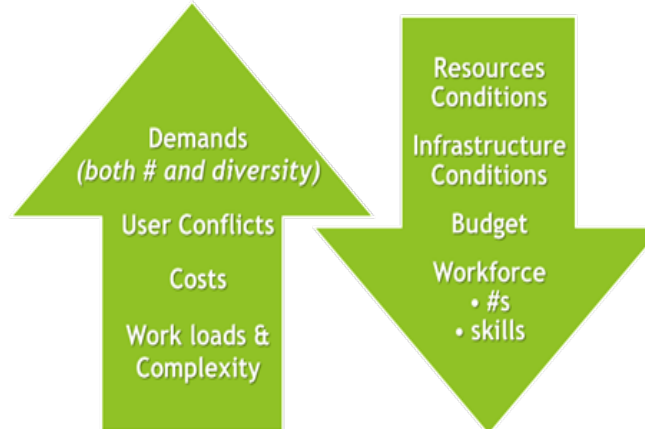 Demands
(both # and diversity)
User Conflicts
Costs
Work loads &
Complexity
Resources
Conditions
Infrastructure
Conditions
Budget
Workforce
• #s
• skills